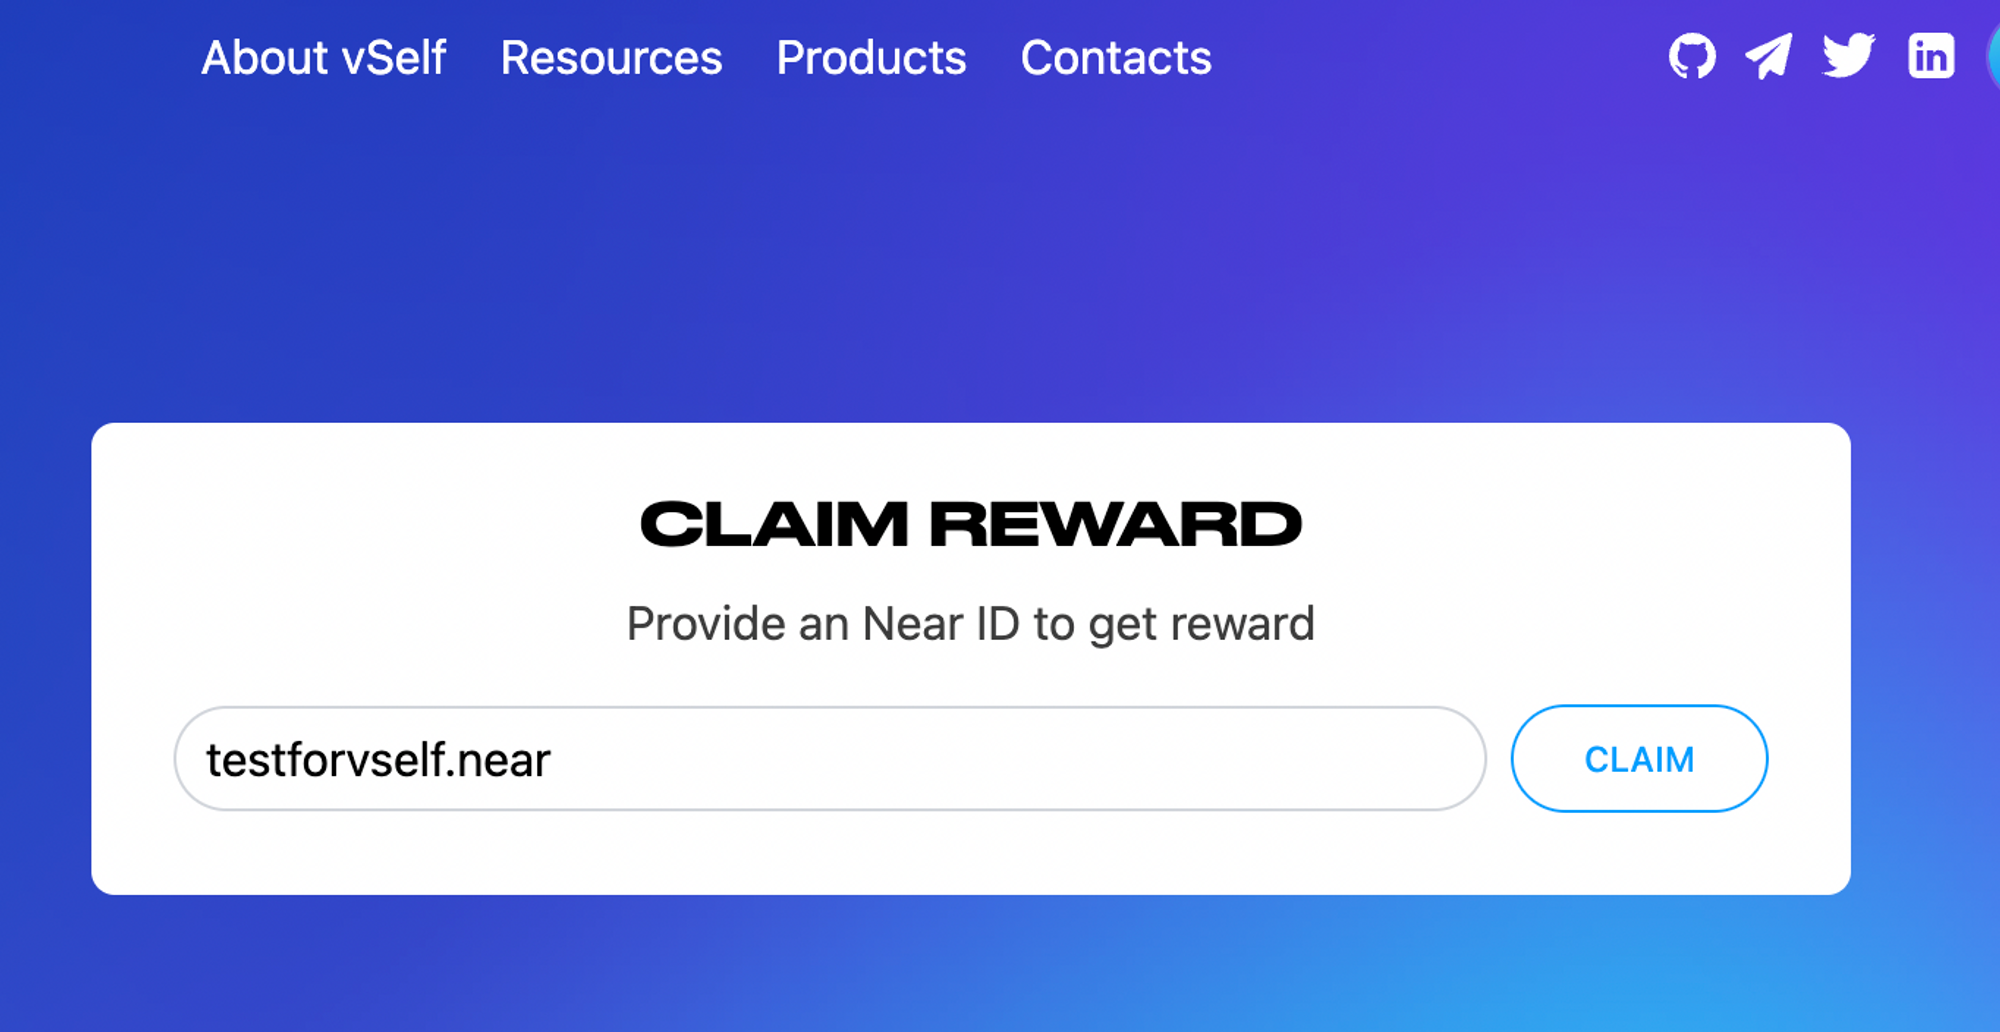 About vSelf Resources Products Contacts
CLAIM REWARD
Provide an Near ID to get reward
testforvself.near CLAIM